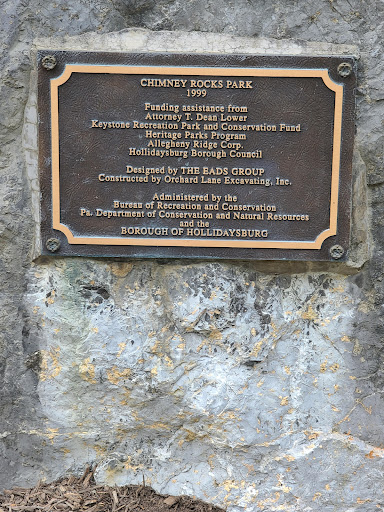 CHIMNEY ROCKS PARK
1999
Funding assistance from
Attorney T. Dean Lower
Keystone Recreation Park and Conservation Fund
Heritage Parks Program
Allegheny Ridge Corp.
Hollidaysburg Borough Council
Designed by THE EADS GROUP
Constructed by Orchard Lane Excavating, Inc.
Administered by the
Bureau of Recreation and Conservation
Pa. Department of Conservation and Natural Resources
and the
BOROUGH OF HOLLIDAYSBURG